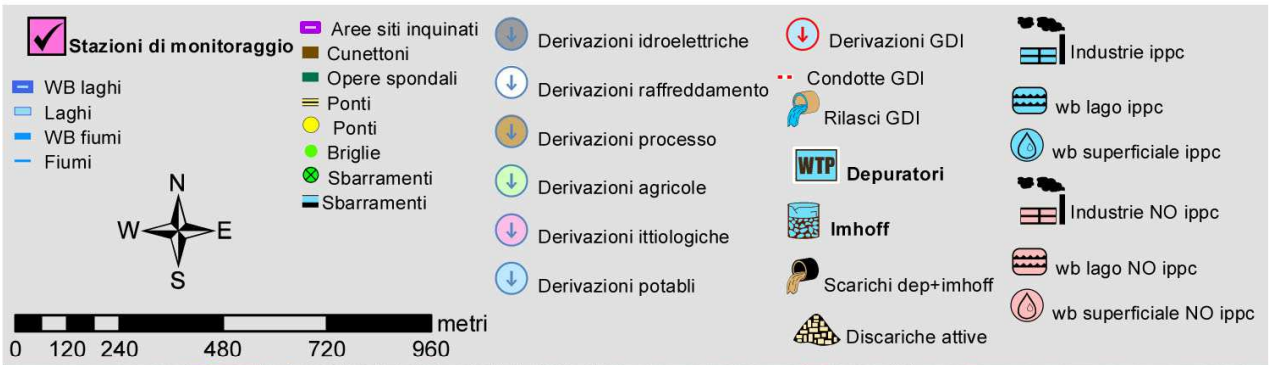 Stazioni di monitoraggio
WB laghi
Laghi
WB fiumi
Fiumi
N
W E
S
metri
0 120 240 480 720 960
Aree siti inquinati
Cunettoni
Opere spondali
Ponti
Ponti
Briglie
Sbarramenti
Sbarramenti
Derivazioni idroelettriche
Derivazioni raffreddamento
Derivazioni processo
Derivazioni agricole
Derivazioni ittiologiche
Derivazioni potabli
Derivazioni GDI
Condotte GDI
Rilasci GDI
WTP Depuratori
Imhoff
Scarichi dep+imhoff
Discariche attive
Industrie ippc
wb lago ippc
wb superficiale ippc
Industrie NO ippc
wb lago NO ippc
wb superficiale NO ippc